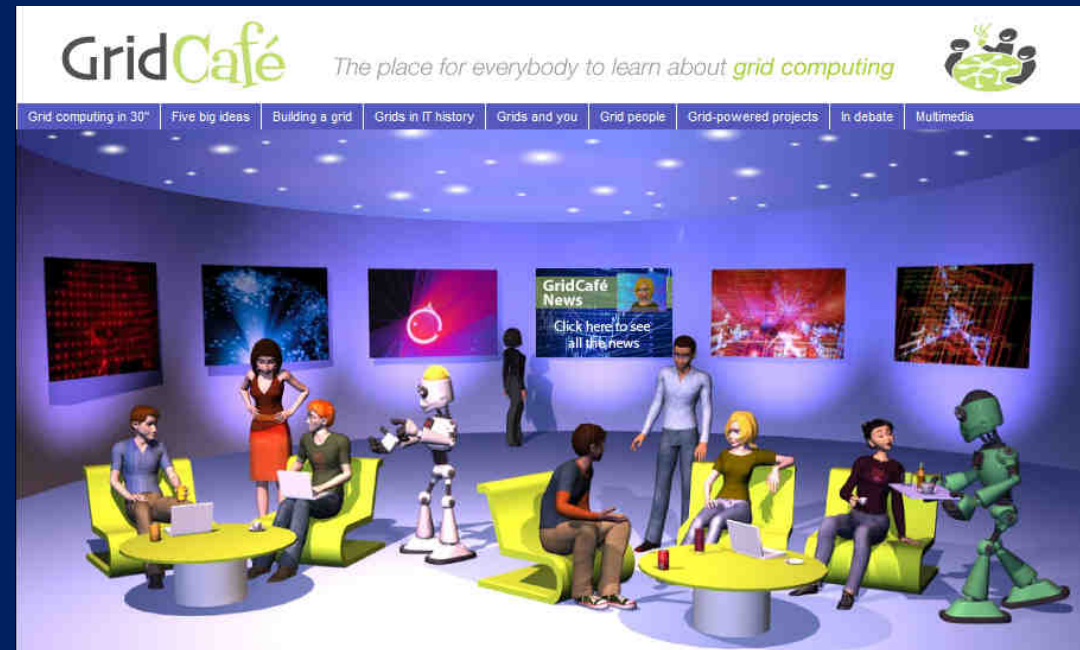 GridCafé
The place for everybody to learn about grid computing
Grid computing in 30" Five big ideas Building a grid Grids in IT history Grids and you Grid people Grid-powered projects In debate Multimedia
GridCafé
News
Click here to see
all the news